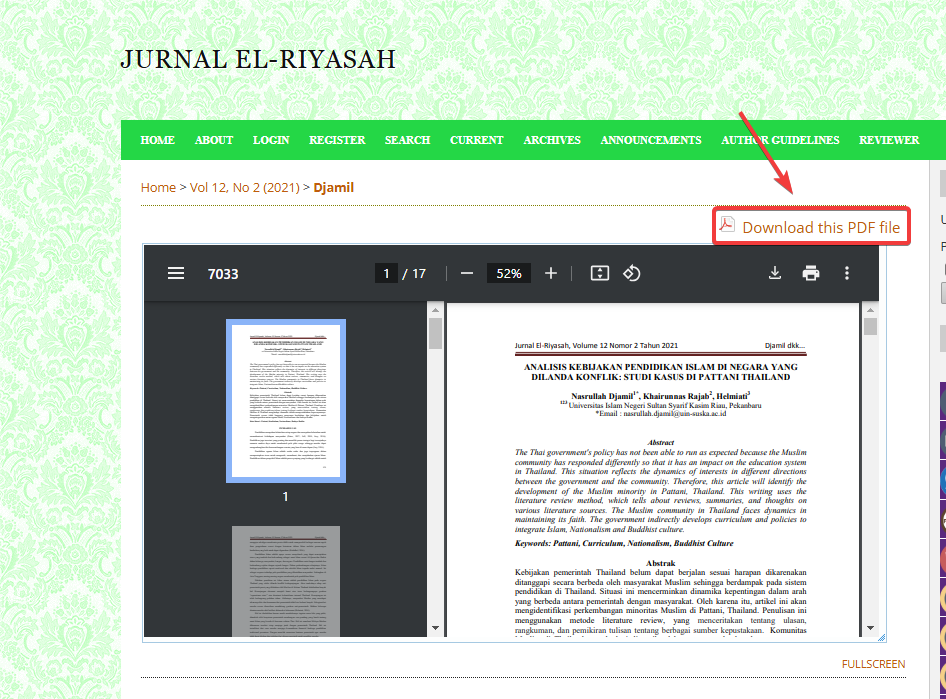 JURNAL EL-RIYASAH
HOME ABOUT LOGIN REGISTER SEARCH CURRENT ARCHIVES ANNOUNCEMENTS AUTHOR GUIDELINES REVIEWER
Home > Vol 12, No 2 (2021) > Djamil
Download this PDF file
7033
1 / 17
52%
1
Jurnal El-Riyasah, Volume 12 Nomor 2 Tahun 2021 Djamil dkk...
ANALISIS KEBIJAKAN PENDIDIKAN ISLAM DI NEGARA YANG
DILANDA KONFLIK: STUDI KASUS DI PATTANI THAILAND
Nasrullah Djamil1*, Khairunnas Rajab2, Helmiati3
123 Universitas Islam Negeri Sultan Syarif Kasim Riau, Pekanbaru
*Email : nasrullah.djamil@uin-suska.ac.id
Abstract
The Thai government's policy has not been able to run as expected because the Muslim
community has responded differently so that it has an impact on the education system
in Thailand. This situation reflects the dynamics of interests in different directions
between the government and the community. Therefore, this article will identify the
development of the Muslim minority in Pattani, Thailand. This writing uses the
literature review method, which tells about reviews, summaries, and thoughts on
various literature sources. The Muslim community in Thailand faces dynamics in
maintaining its faith. The government indirectly develops curriculum and policies to
integrate Islam, Nationalism and Buddhist culture.
Keywords: Pattani, Curriculum, Nationalism, Buddhist Culture
Abstrak
Kebijakan pemerintah Thailand belum dapat berjalan sesuai harapan dikarenakan
ditanggapi secara berbeda oleh masyarakat Muslim sehingga berdampak pada sistem
pendidikan di Thailand. Situasi ini mencerminkan dinamika kepentingan dalam arah
yang berbeda antara pemerintah dengan masyarakat. Oleh karena itu, artikel ini akan
mengidentifikasi perkembangan minoritas Muslim di Pattani, Thailand. Penulisan ini
menggunakan metode literature review, yang menceritakan tentang ulasan,
rangkuman, dan pemikiran tulisan tentang berbagai sumber kepustakaan. Komunitas
FULLSCREEN